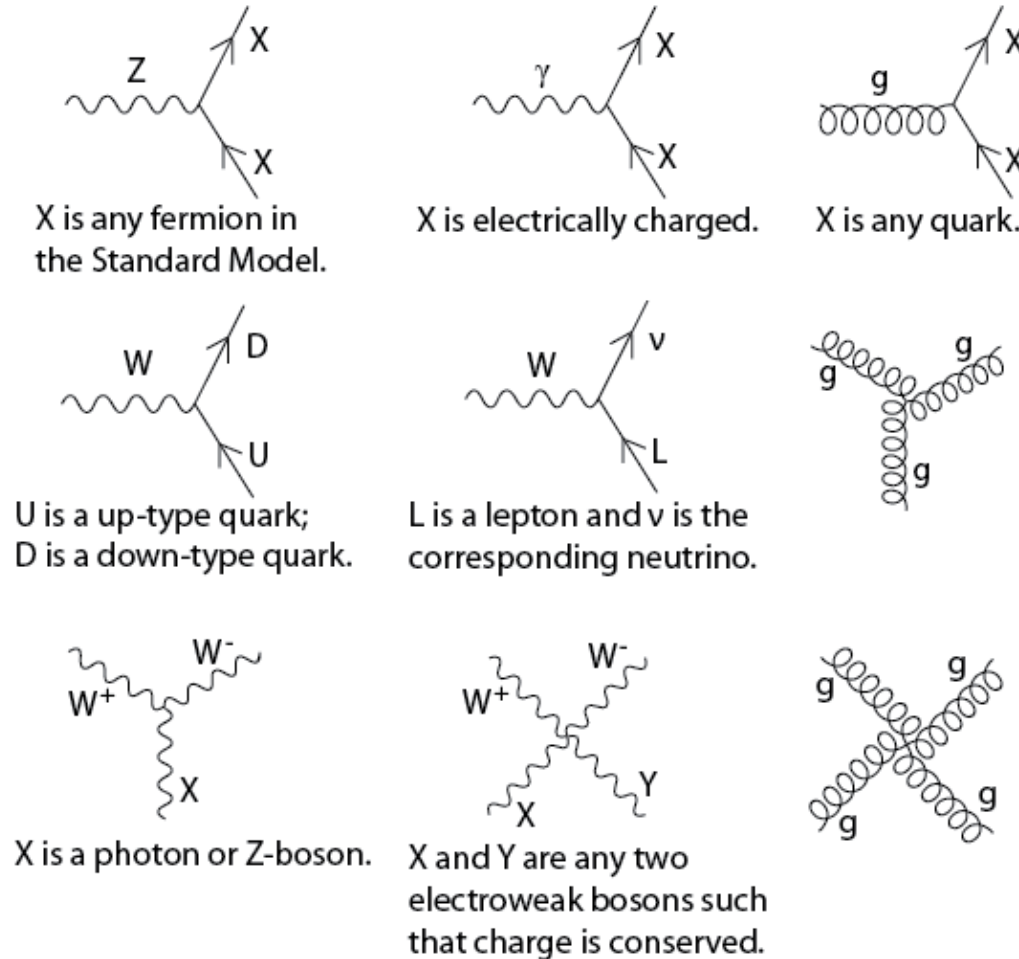 Z
X
X
X is any fermion in
the Standard Model.
γ
X
X
X is electrically charged.
g
X
X
X is any quark.
W
D
U
U is a up-type quark;
D is a down-type quark.
W
ν
L
L is a lepton and ν is the
corresponding neutrino.
g
g
g
W⁺
W⁻
X
X is a photon or Z-boson.
W⁺
W⁻
X
Y
X and Y are any two
electroweak bosons such
that charge is conserved.
g
g
g
g